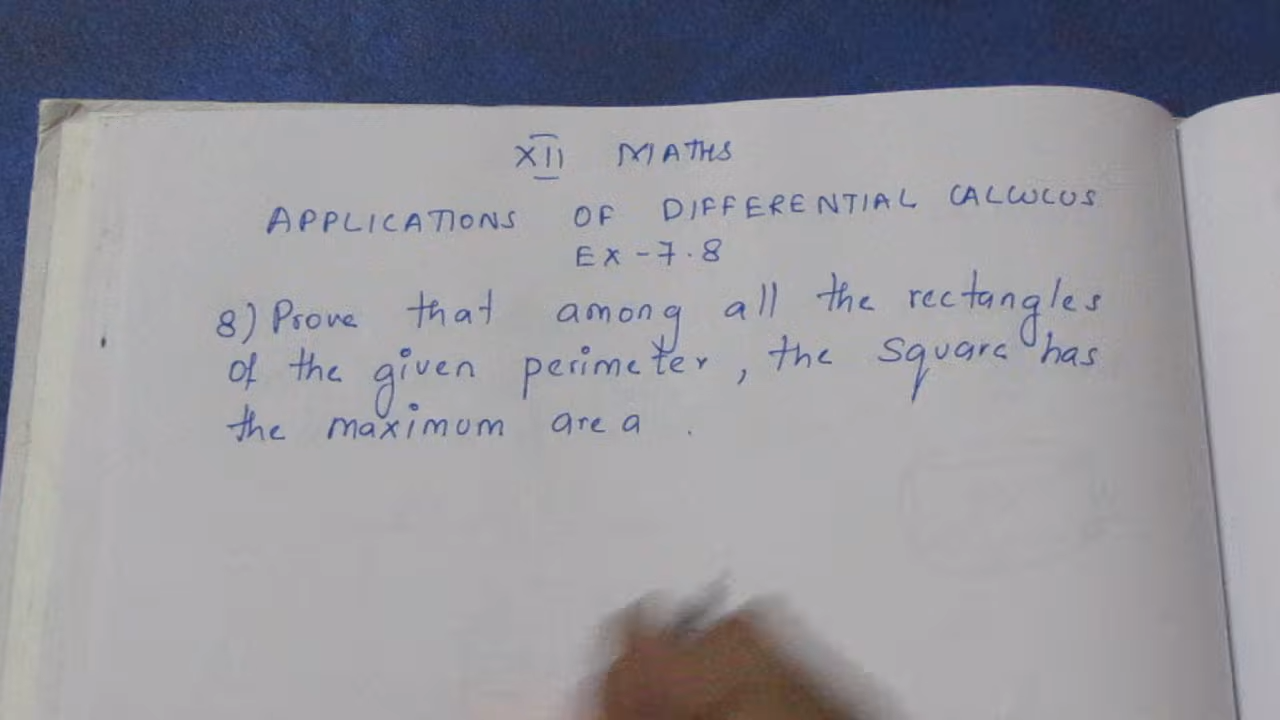 XII MATHS
APPLICATIONS OF DIFFERENTIAL CALCULUS
EX-7.8
8) Prove that among all the rectangles
of the given perimeter, the square has
the maximum area.